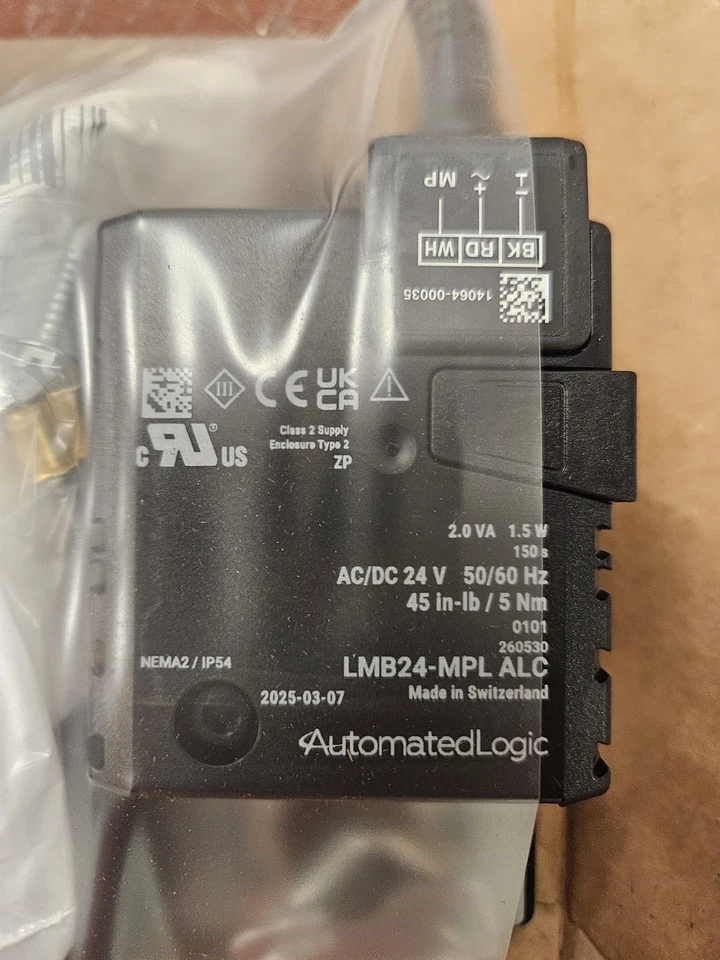 ⊥ ~ MP
− +
BK RD WH
14064-00035
III CE UK CA
C RU® US
Class 2 Supply
Enclosure Type 2
ZP
2.0 VA 1.5 W
150 s
AC/DC 24 V 50/60 Hz
45 in-lb / 5 Nm
0101
260530
NEMA2 / IP54
LMB24-MPL ALC
2025-03-07
Made in Switzerland
AutomatedLogic